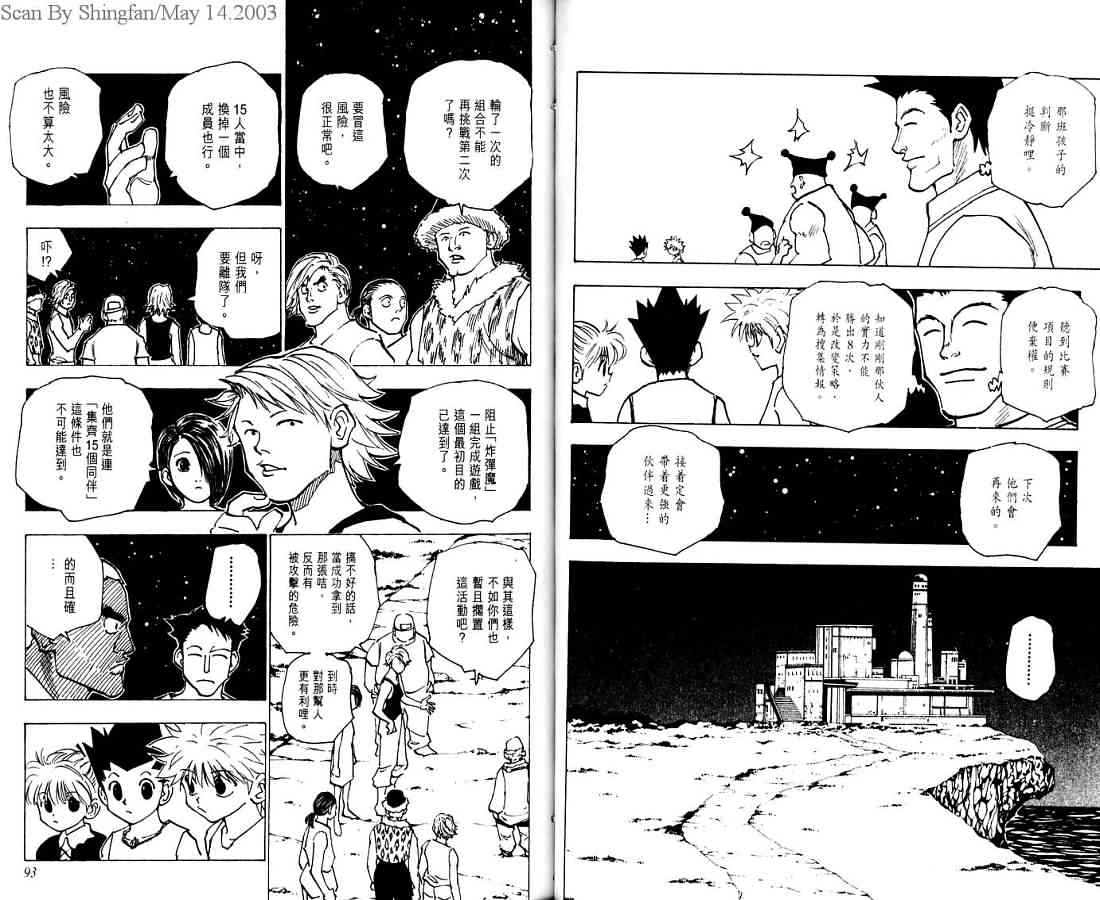 Scan By Shingfan/May 14.2003
那班孩子的
判断
挺冷靜哩。
聽到比賽
項目的規則
便棄權。
知道剛剛那伙人
的實力不能
勝出8次，
於是改變策略，
轉為搜集情報。
下次
他們會
再來的。
接着定會
帶着更強的
伙伴過來…
………
輪了一次的
組合不能
再挑戰第二次
了嗎？
要冒這
風險，
很正常吧。
15人當中，
換掉一個
成員也行。
風險
也不算太大。
呀，
但我們
要離隊了。
吓!?
阻止「炸彈魔」
一組完成遊戲，
這個最初目的
已達到了。
他們就是連
「集齊15個同伴」
這條件也
不可能達到。
與其這樣，
不如你們也
暫且擱置
這活動吧？
搞不好的話，
當成功拿到
那張咭，
反而有
被攻擊的危險。
到時
對那幫人
更有利哩。
………
的而且確
…
93